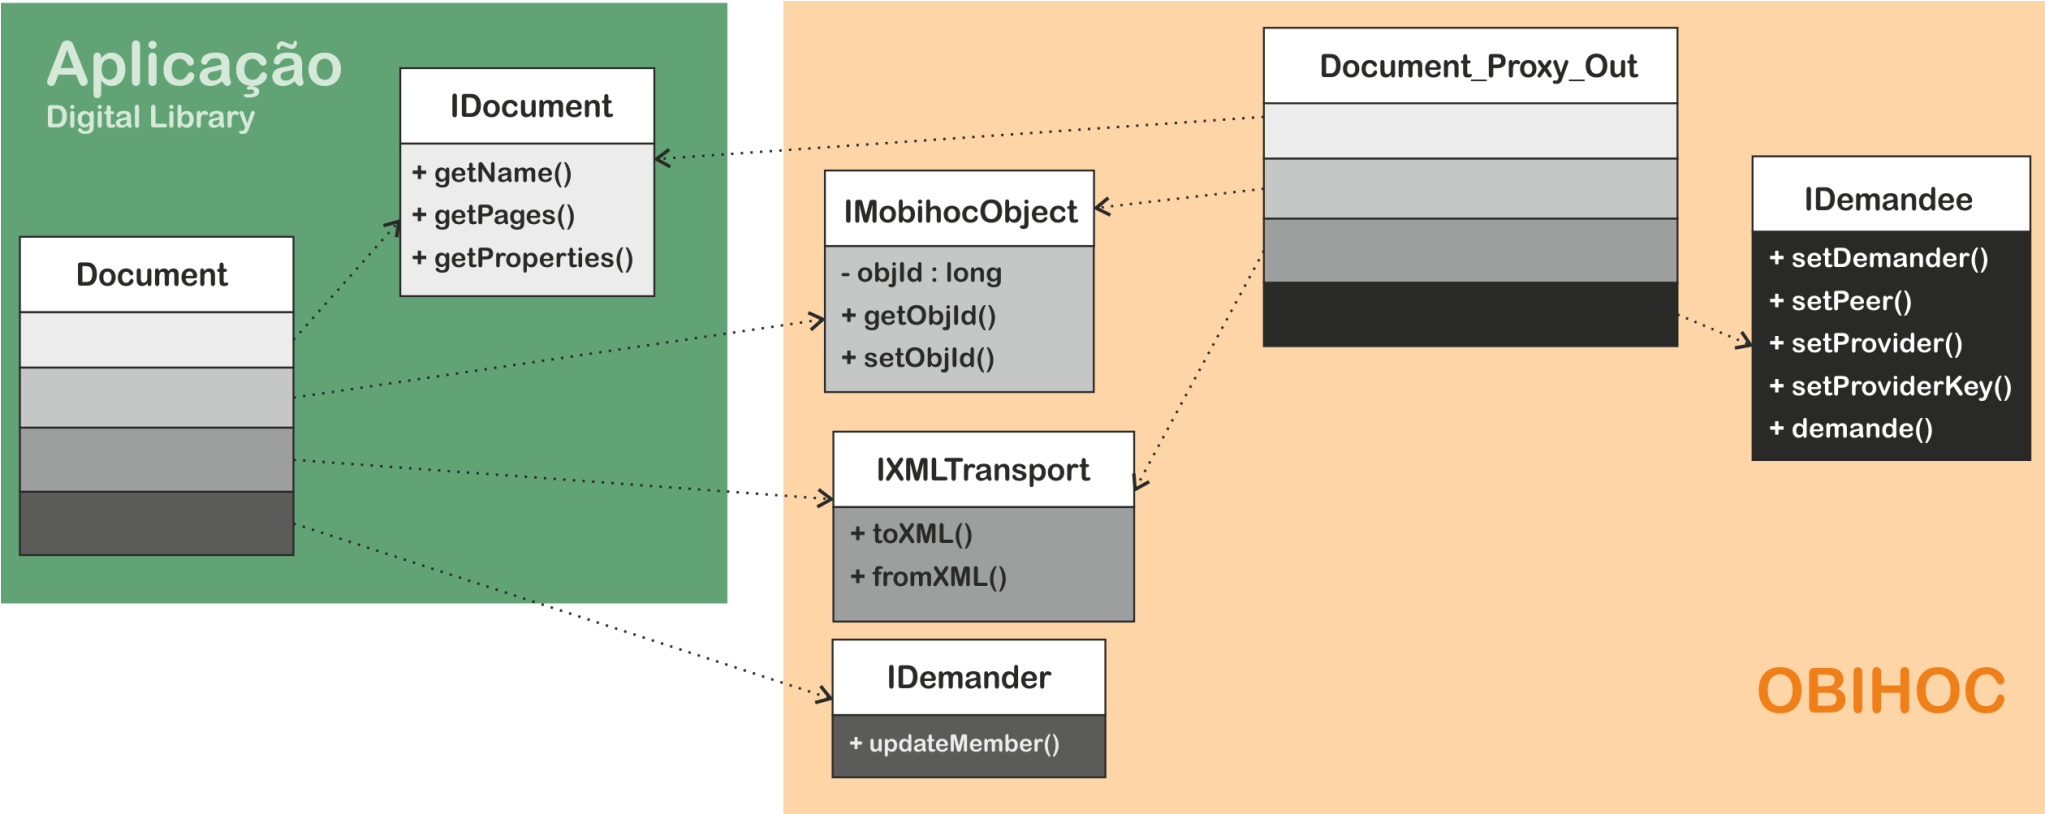 Aplicação
Digital Library
IDocument
+ getName()
+ getPages()
+ getProperties()
Document
Document_Proxy_Out
IMobihocObject
- objId : long
+ getObjId()
+ setObjId()
IDemandee
+ setDemander()
+ setPeer()
+ setProvider()
+ setProviderKey()
+ demande()
IXMLTransport
+ toXML()
+ fromXML()
IDemander
+ updateMember()
OBIHOC